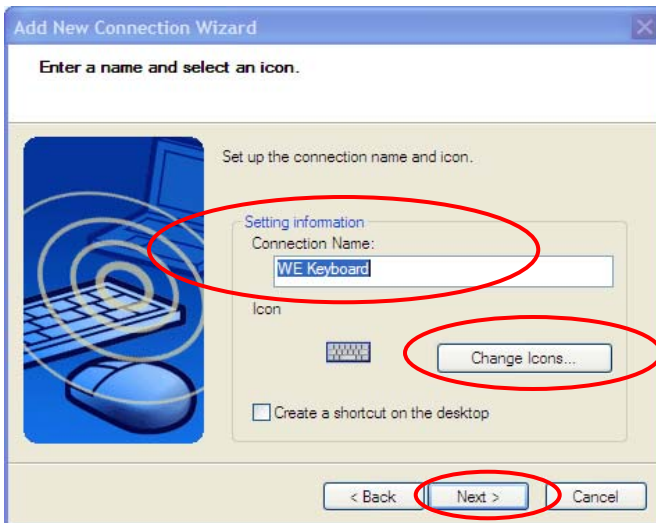 Add New Connection Wizard
Enter a name and select an icon.
Set up the connection name and icon.
Setting information
Connection Name:
WE Keyboard
Icon
Change Icons...
Create a shortcut on the desktop
< Back
Next >
Cancel